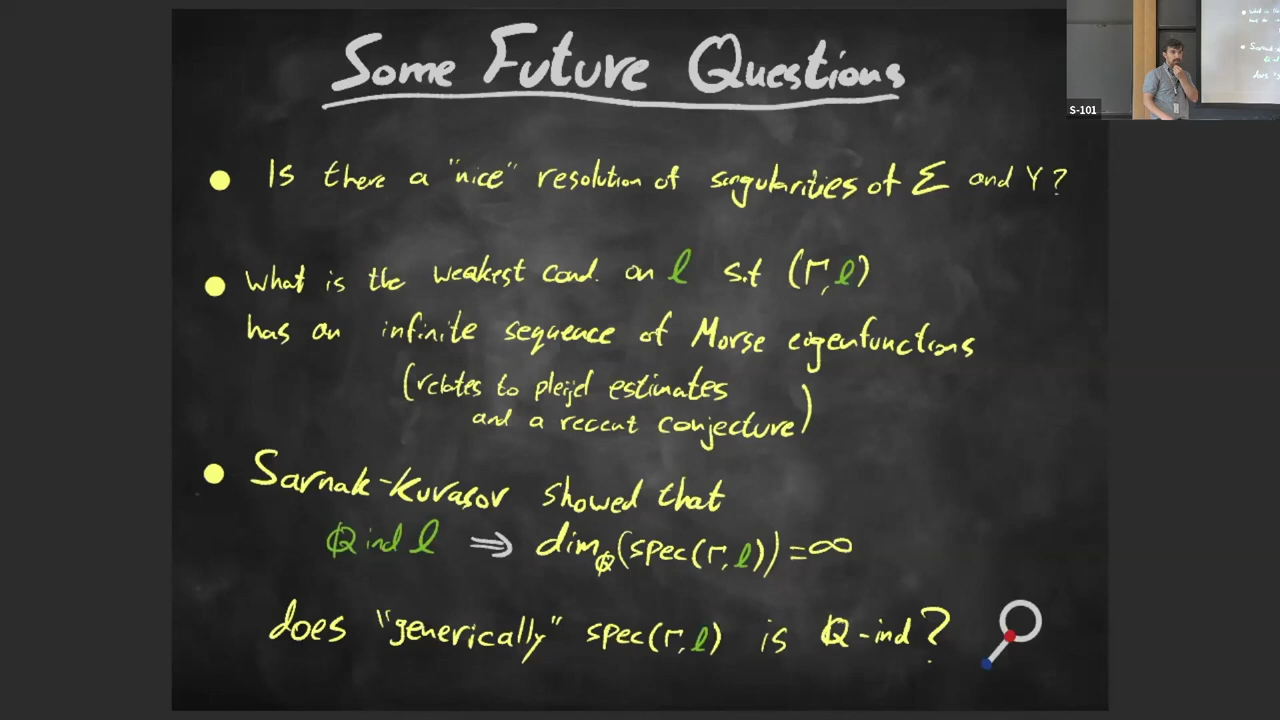 Some Future Questions
S-101
• Is there a "nice" resolution of singularities of Σ and Y?
• What is the weakest cond. on l s.t (Γ, l)
has an infinite sequence of Morse eigenfunctions
(relates to pleijel estimates
and a recent conjecture)
• Sarnak-Kurasov showed that
Q ind l ⇒ dim_Q(spec(Γ, l)) = ∞
does "generically" spec(Γ, l) is Q-ind?